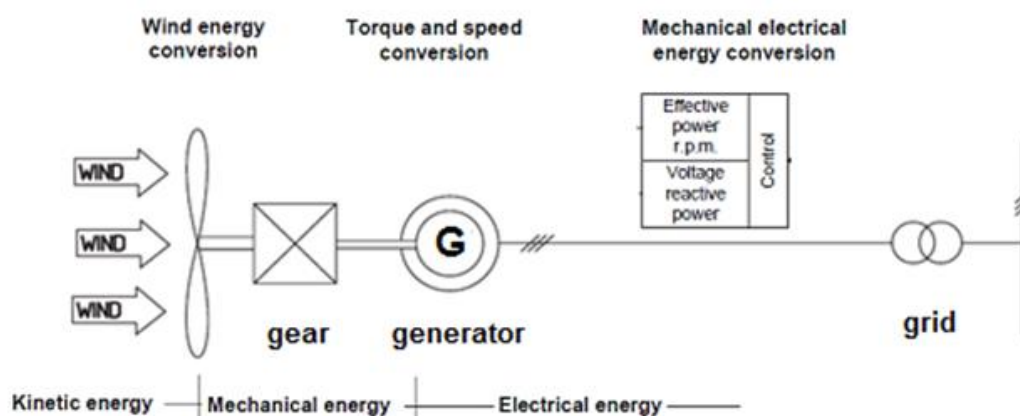 Wind energy
conversion
Torque and speed
conversion
Mechanical electrical
energy conversion
Effective
power
r.p.m.
Voltage
reactive
power
Control
WIND
WIND
WIND
G
gear
generator
grid
Kinetic energy
Mechanical energy
Electrical energy